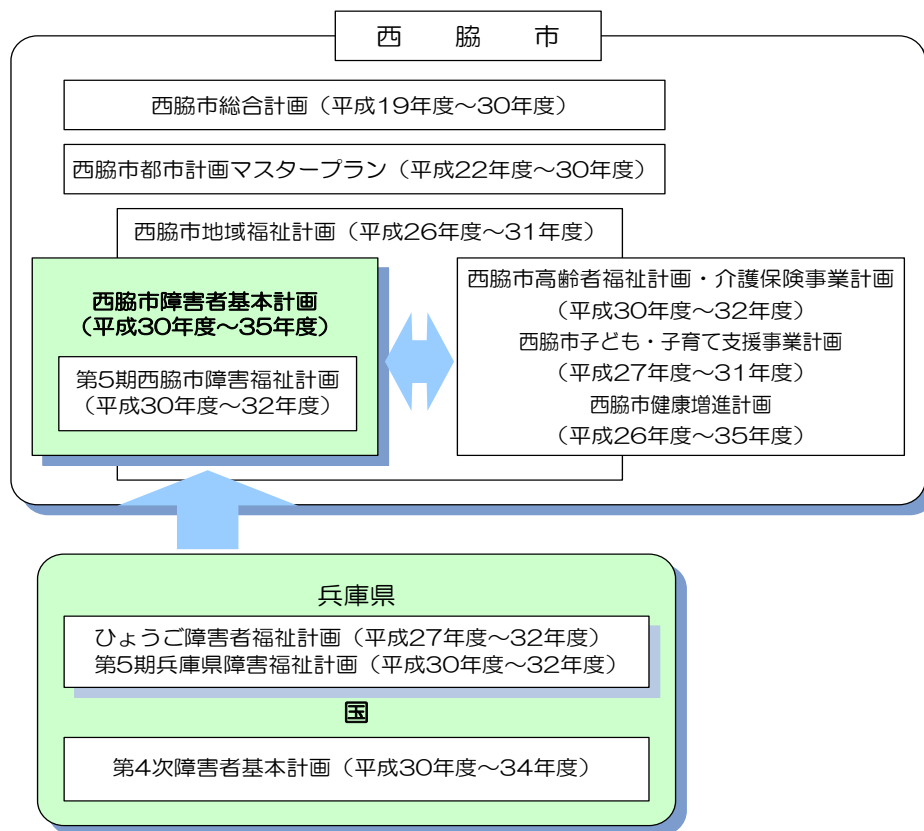 西　脇　市
西脇市総合計画（平成19年度～30年度）
西脇市都市計画マスタープラン（平成22年度～30年度）
西脇市地域福祉計画（平成26年度～31年度）
西脇市障害者基本計画
（平成30年度～35年度）
第5期西脇市障害福祉計画
（平成30年度～32年度）
西脇市高齢者福祉計画・介護保険事業計画
（平成30年度～32年度）
西脇市子ども・子育て支援事業計画
（平成27年度～31年度）
西脇市健康増進計画
（平成26年度～35年度）
兵庫県
ひょうご障害者福祉計画（平成27年度～32年度）
第5期兵庫県障害福祉計画（平成30年度～32年度）
国
第4次障害者基本計画（平成30年度～34年度）